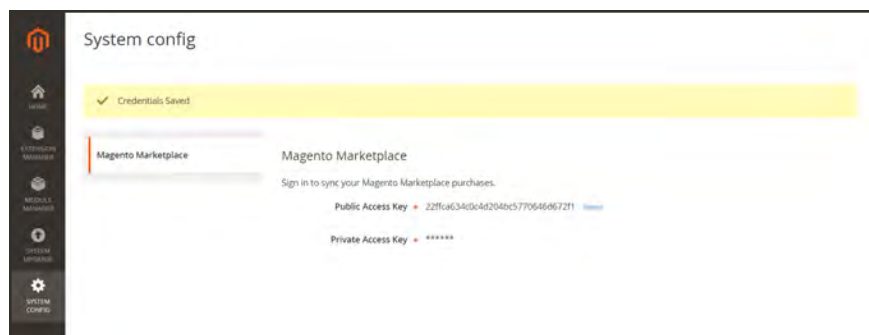 System config
HOME
Credentials Saved
EXTENSION
MANAGER
Magento Marketplace
Magento Marketplace
Sign in to sync your Magento Marketplace purchases.
MODULE
MANAGER
Public Access Key * 22ffca634c0c4d204bc5770646d672f1
Private Access Key * ******
SYSTEM
UPGRADE
SYSTEM
CONFIG